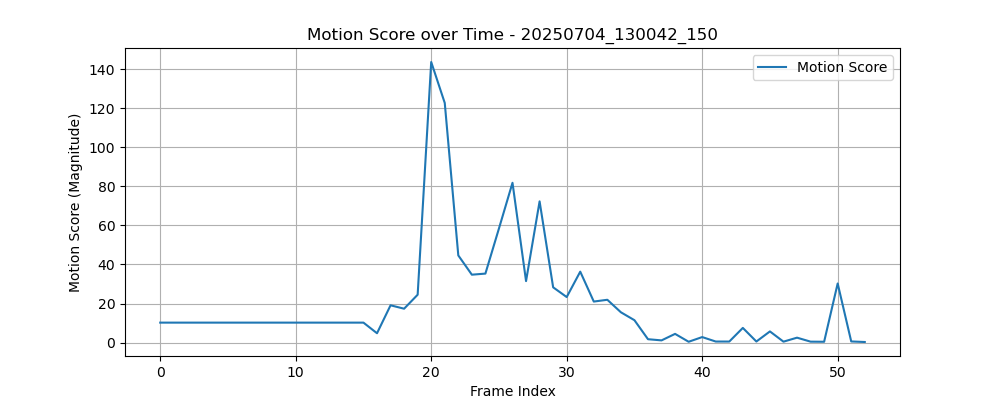 Motion Score over Time - 20250704_130042_150
Motion Score
Motion Score (Magnitude)
140
120
100
80
60
40
20
0
0 10 20 30 40 50
Frame Index